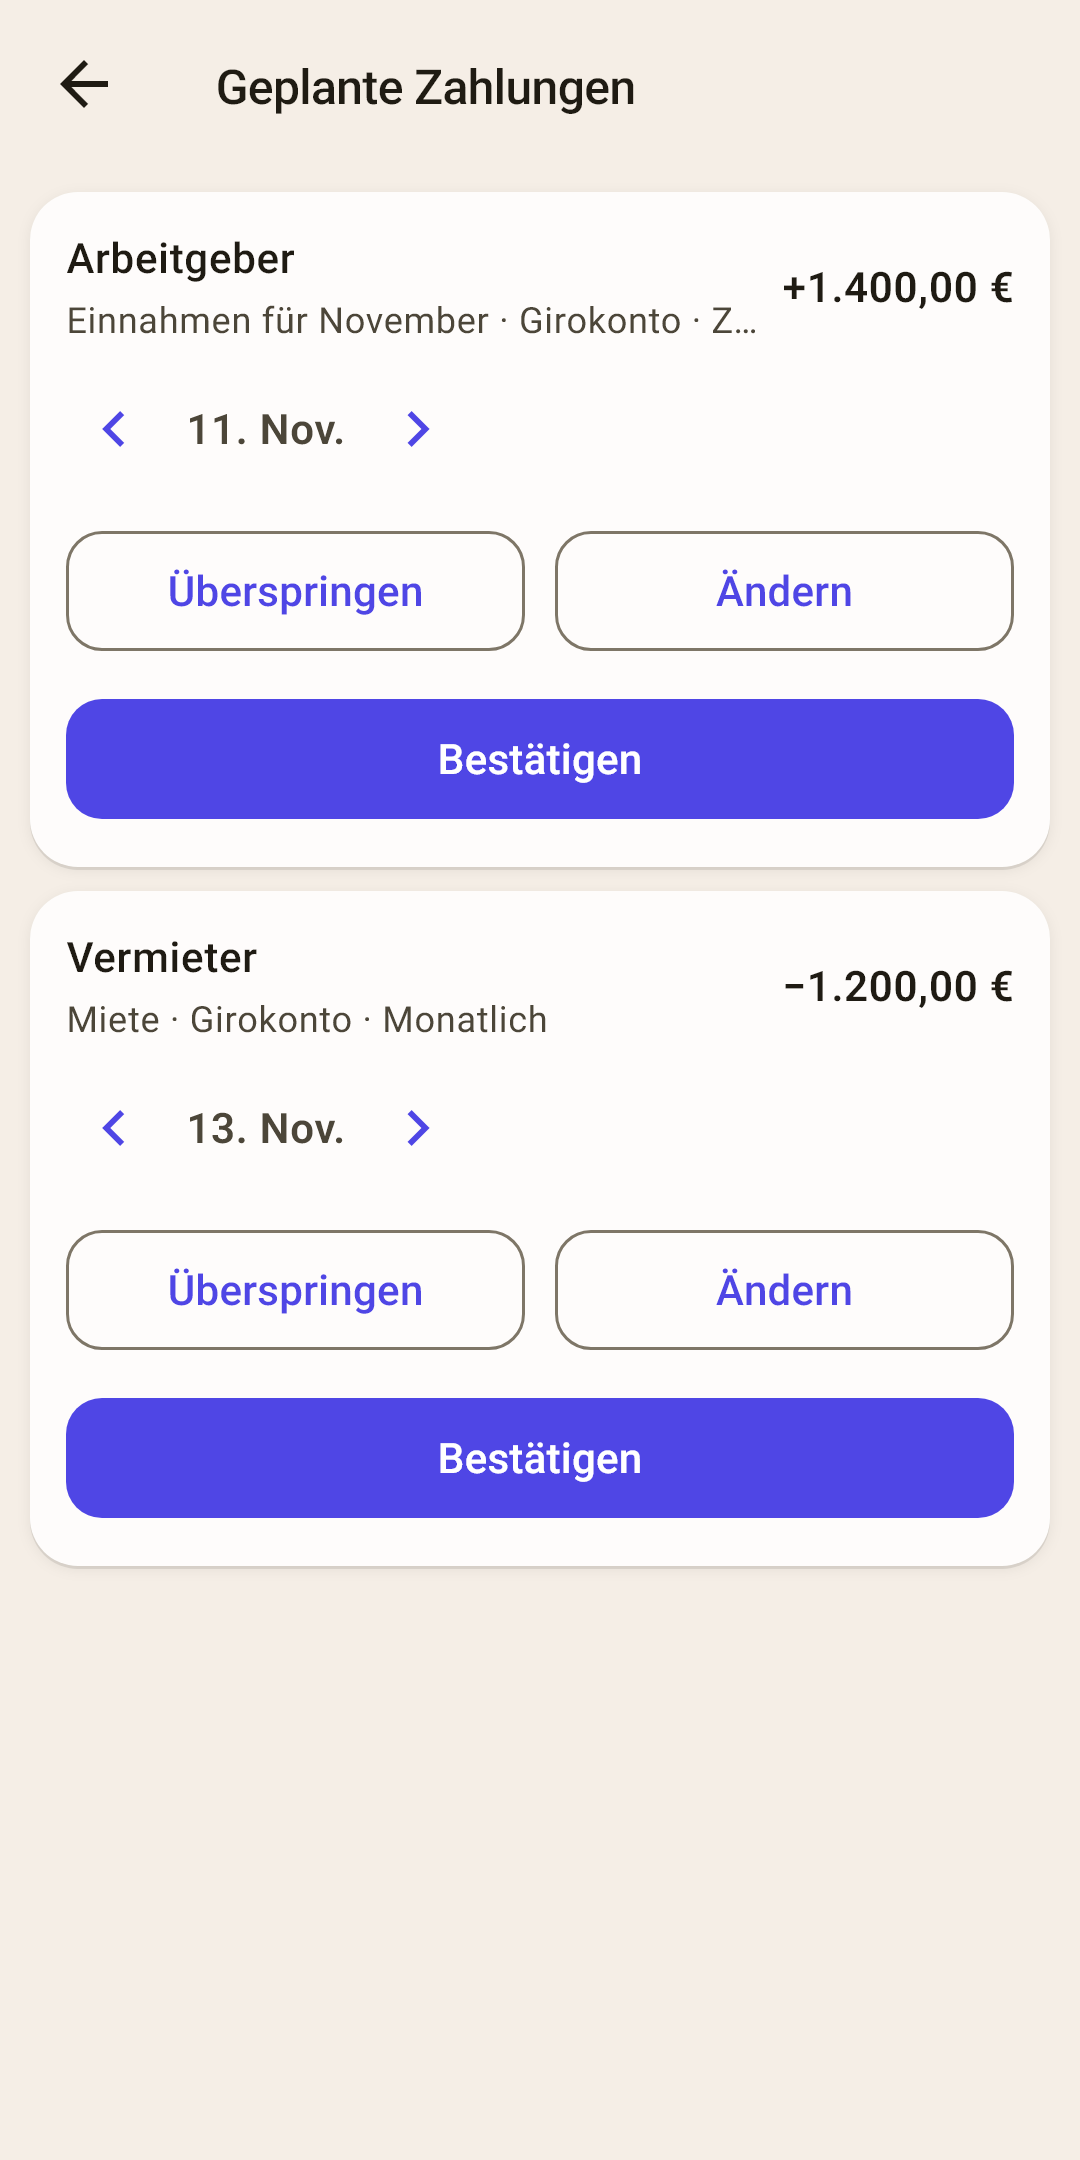 Geplante Zahlungen
Arbeitgeber
+1.400,00 €
Einnahmen für November · Girokonto · Z…
11. Nov.
Überspringen
Ändern
Bestätigen
Vermieter
−1.200,00 €
Miete · Girokonto · Monatlich
13. Nov.
Überspringen
Ändern
Bestätigen